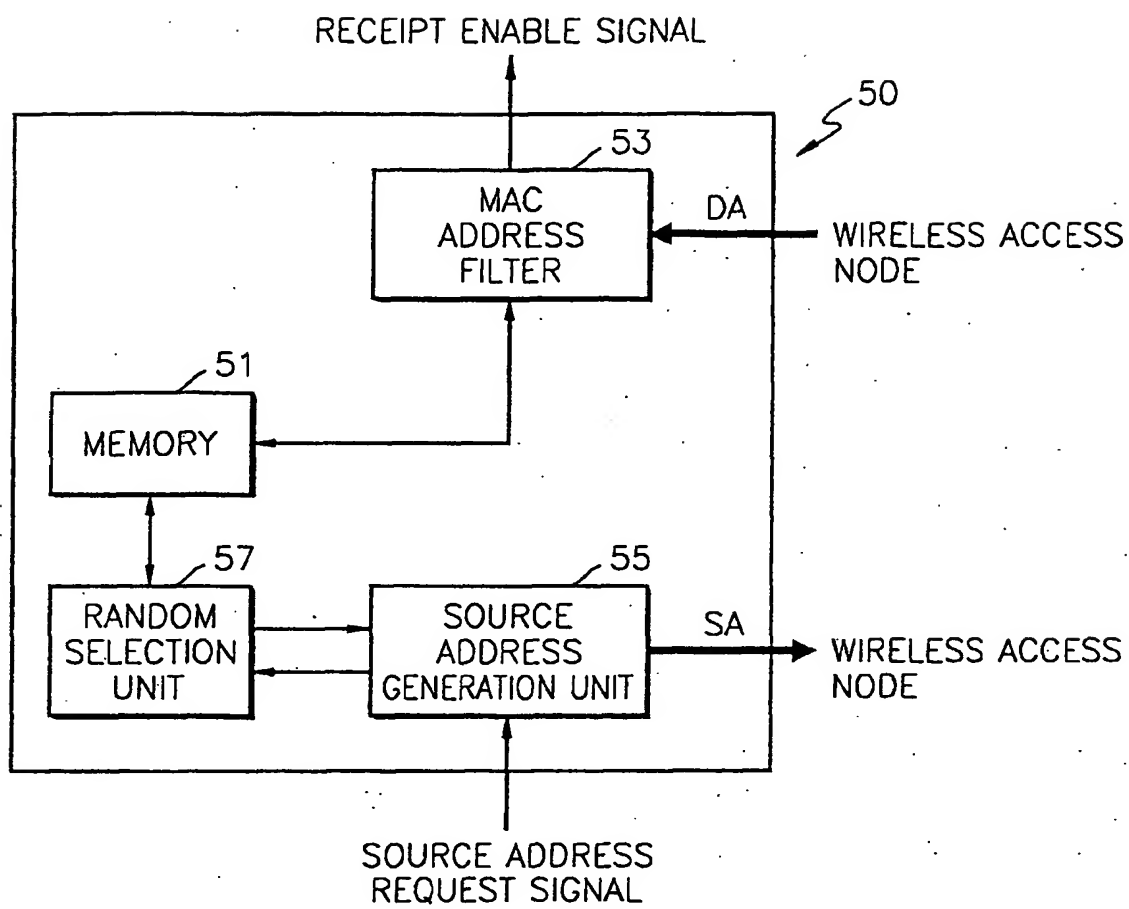 RECEIPT ENABLE SIGNAL
50
53
MAC
ADDRESS
FILTER
DA
WIRELESS ACCESS
NODE
51
MEMORY
57
RANDOM
SELECTION
UNIT
55
SOURCE
ADDRESS
GENERATION UNIT
SA
WIRELESS ACCESS
NODE
SOURCE ADDRESS
REQUEST SIGNAL